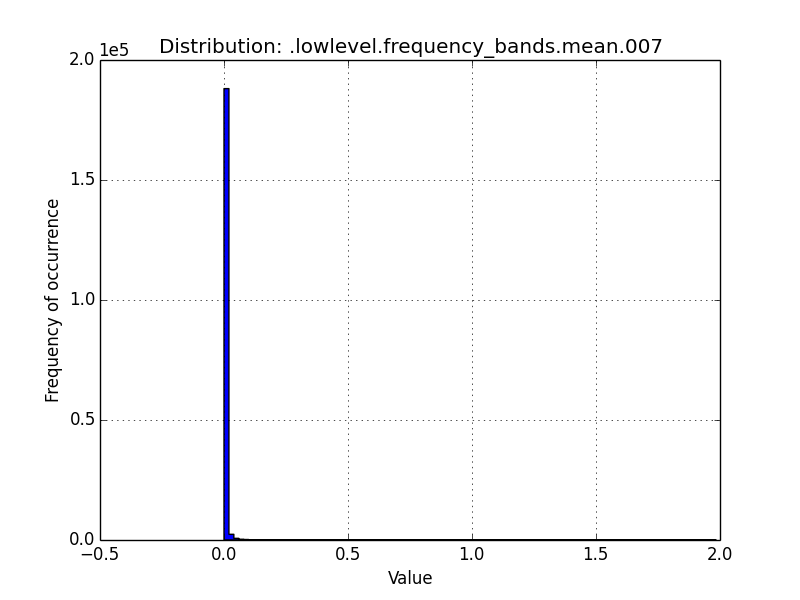 Distribution: .lowlevel.frequency_bands.mean.007
1e5
2.0
1.5
1.0
0.5
0.0
Frequency of occurrence
−0.5 0.0 0.5 1.0 1.5 2.0
Value